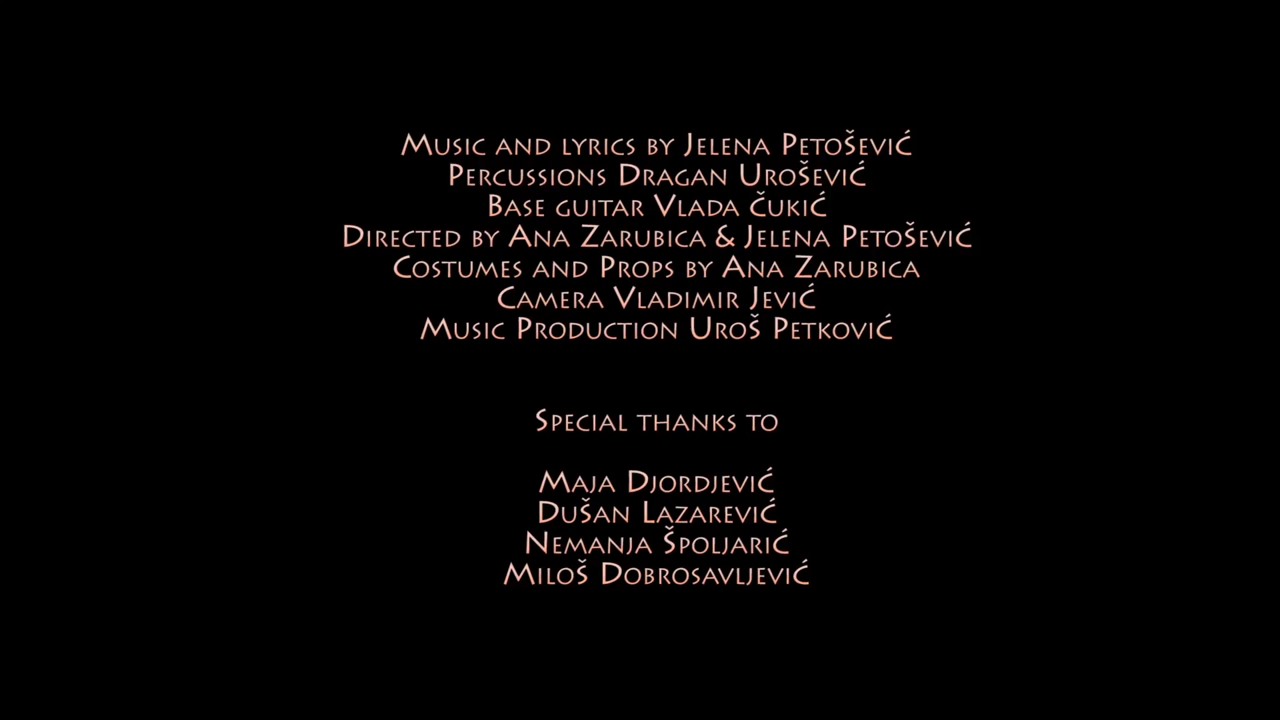 Music and lyrics by Jelena Petošević
Percussions Dragan Urošević
Base guitar Vlada Čukić
Directed by Ana Zarubica & Jelena Petošević
Costumes and Props by Ana Zarubica
Camera Vladimir Jević
Music Production Uroš Petković
Special thanks to
Maja Djordjević
Dušan Lazarević
Nemanja Špoljarić
Miloš Dobrosavljević